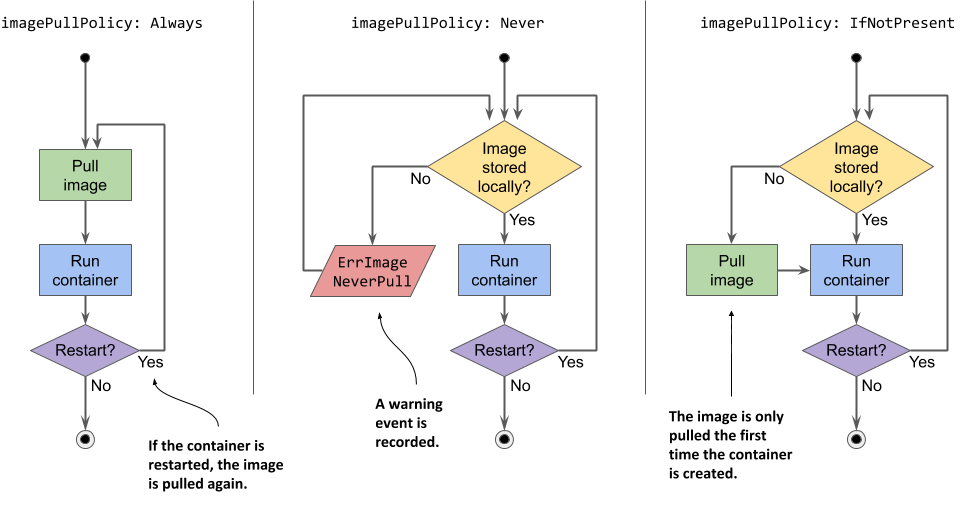 imagePullPolicy: Always
Pull
image
Run
container
Restart?
Yes
No
If the container is
restarted, the image
is pulled again.
imagePullPolicy: Never
Image
stored
locally?
No
Yes
ErrImage
NeverPull
Run
container
Restart?
Yes
No
A warning
event is
recorded.
imagePullPolicy: IfNotPresent
Image
stored
locally?
No
Yes
Pull
image
Run
container
Restart?
Yes
No
The image is only
pulled the first
time the container
is created.